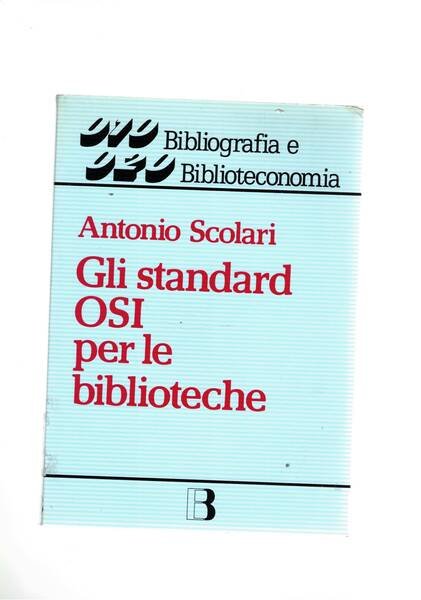 010 Bibliografia e
020 Biblioteconomia
Antonio Scolari
Gli standard
OSI
per le
biblioteche
B